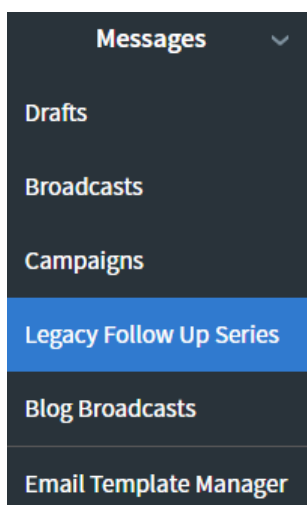 Messages
Drafts
Broadcasts
Campaigns
Legacy Follow Up Series
Blog Broadcasts
Email Template Manager